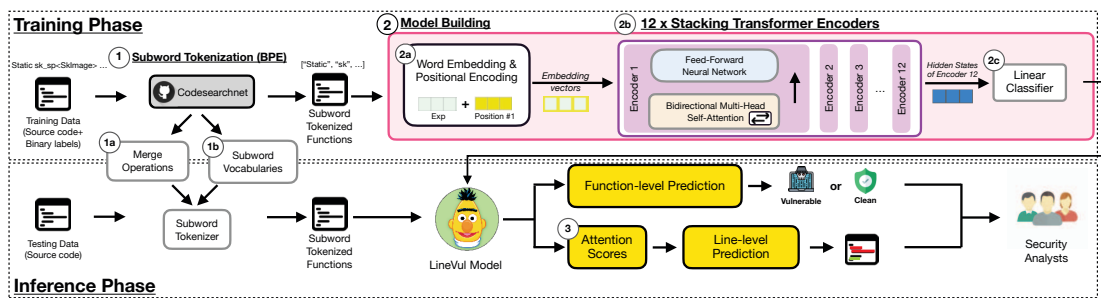 Training Phase
2 Model Building
2b 12 x Stacking Transformer Encoders
Static sk_sp<SkImage> ...
1 Subword Tokenization (BPE)
["Static", "sk", ...]
Codesearchnet
Training Data
(Source code+
Binary labels)
Subword
Tokenized
Functions
1a
Merge
Operations
1b
Subword
Vocabularies
2a
Word Embedding &
Positional Encoding
+
Exp
Position #1
Embedding
vectors
Encoder 1
Feed-Forward
Neural Network
Bidirectional Multi-Head
Self-Attention
Encoder 2
Encoder 3
...
Encoder 12
Hidden States
of Encoder 12
2c
Linear
Classifier
Testing Data
(Source code)
Subword
Tokenizer
Subword
Tokenized
Functions
LineVul Model
Function-level Prediction
Vulnerable
or
Clean
3
Attention
Scores
Line-level
Prediction
Security
Analysts
Inference Phase